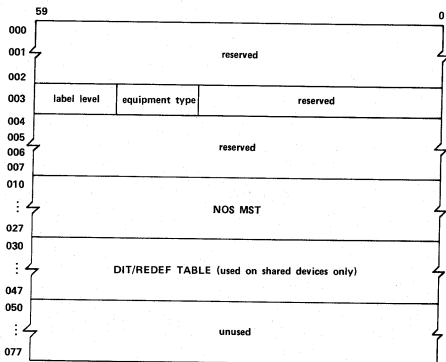 59 0
000
001
reserved
002
003 label level equipment type reserved
004
005
reserved
006
007
010
NOS MST
027
030
DIT/REDEF TABLE (used on shared devices only)
047
050
unused
077